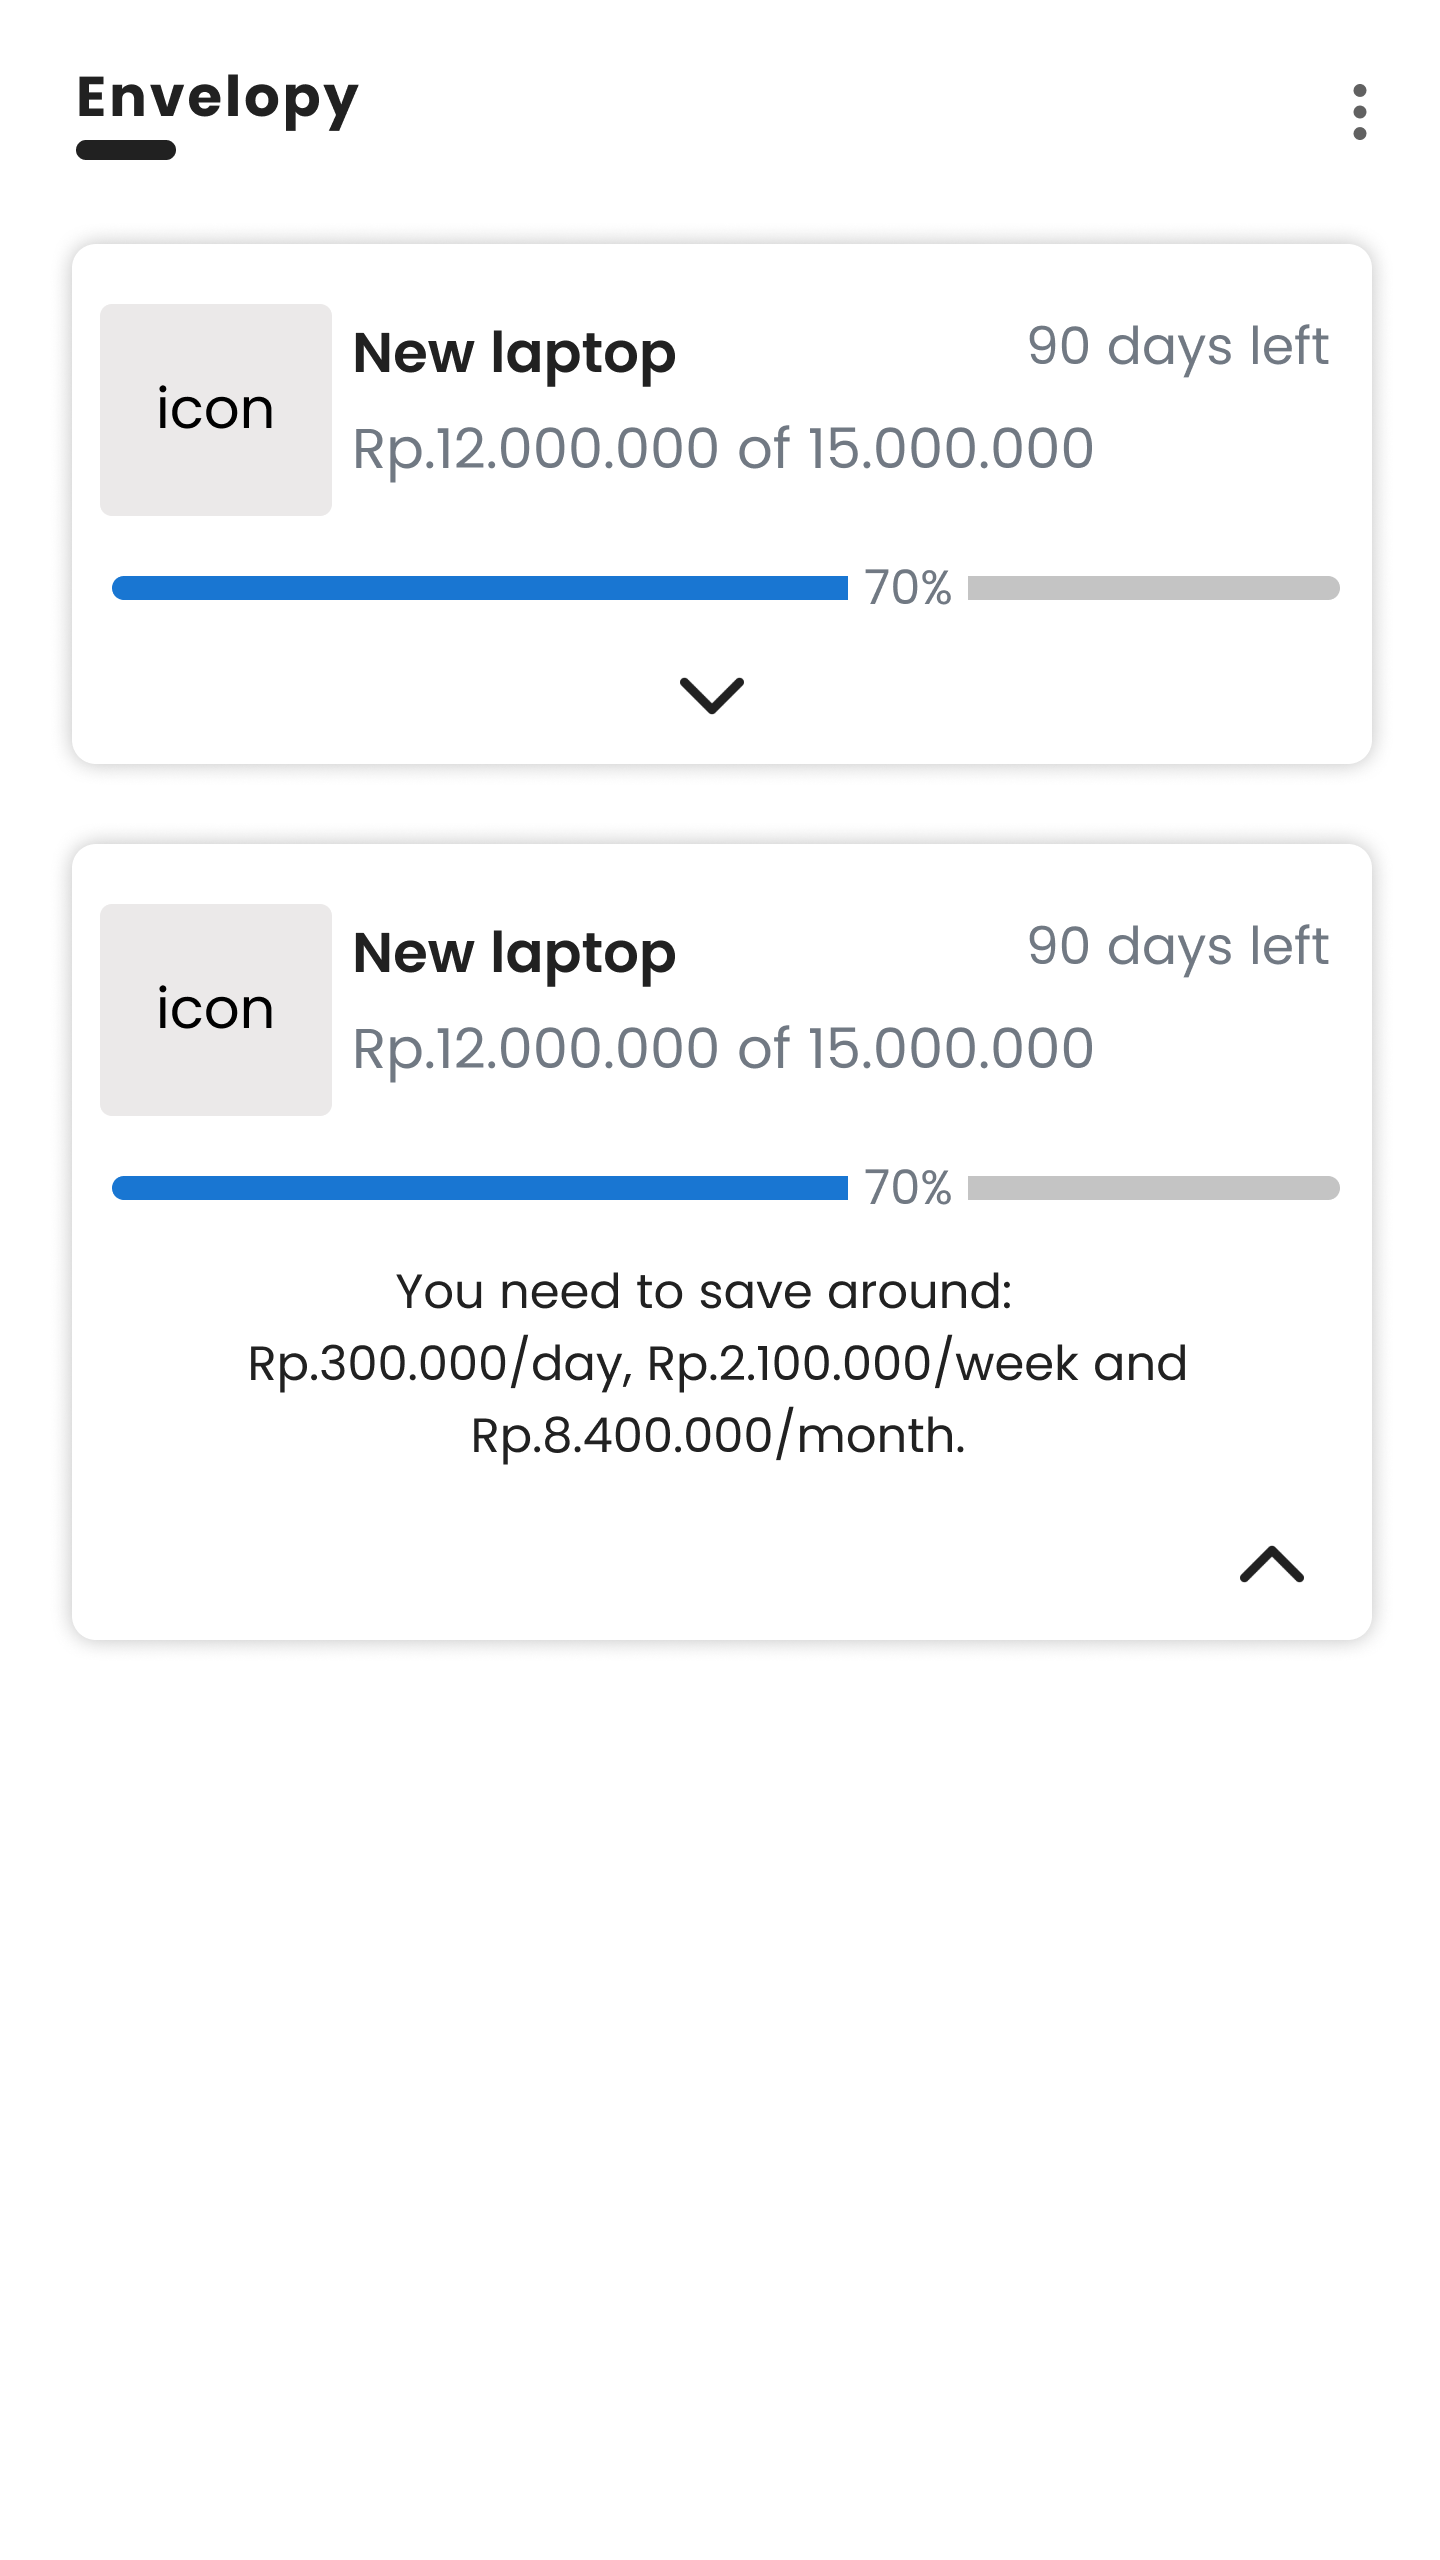 Envelopy
New laptop
90 days left
icon
Rp.12.000.000 of 15.000.000
70%
New laptop
90 days left
icon
Rp.12.000.000 of 15.000.000
70%
You need to save around:
Rp.300.000/day, Rp.2.100.000/week and
Rp.8.400.000/month.